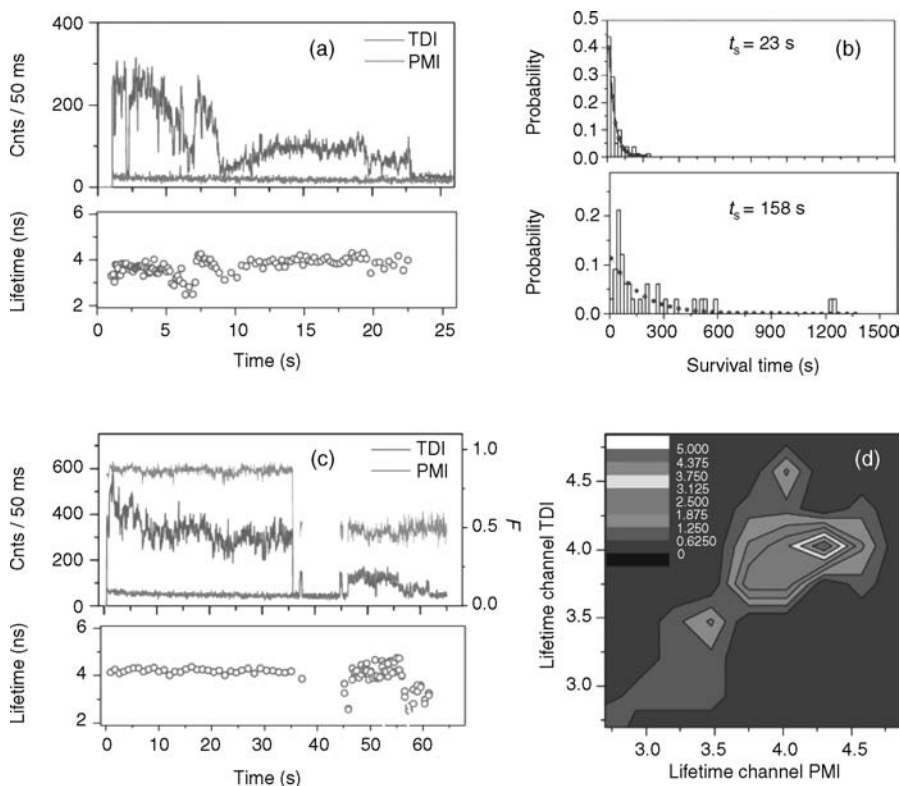 (a)
TDI
PMI
Cnts / 50 ms
400
200
0
Lifetime (ns)
6
4
2
0 5 10 15 20 25
Time (s)
(b)
tₛ = 23 s
Probability
0.5
0.4
0.3
0.2
0.1
0.0
tₛ = 158 s
Probability
0.2
0.1
0.0
0 300 600 900 1200 1500
Survival time (s)
(c)
TDI
PMI
Cnts / 50 ms
600
400
200
0
1.0
0.5
0.0
F
Lifetime (ns)
6
4
2
0 10 20 30 40 50 60
Time (s)
(d)
5.000
4.375
3.750
3.125
2.500
1.875
1.250
0.6250
0
Lifetime channel TDI
4.5
4.0
3.5
3.0
3.0 3.5 4.0 4.5
Lifetime channel PMI